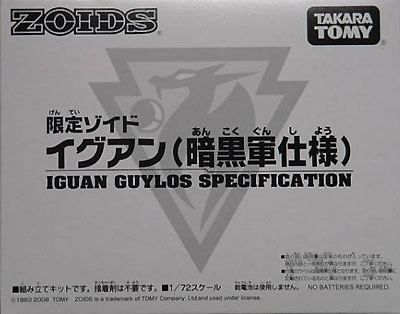 ZOIDS
TAKARA TOMY
げん てい
限定ゾイド
あん こく ぐん し よう
イグアン(暗黒軍仕様)
IGUAN GUYLOS SPECIFICATION
■組み立てキットです。■接着剤は不要です。■1/72スケール ■電池は使用しません。
NO BATTERIES REQUIRED.
©1983 2008 TOMY ZOIDS is a trademark of TOMY Company, Ltd.and used under license.